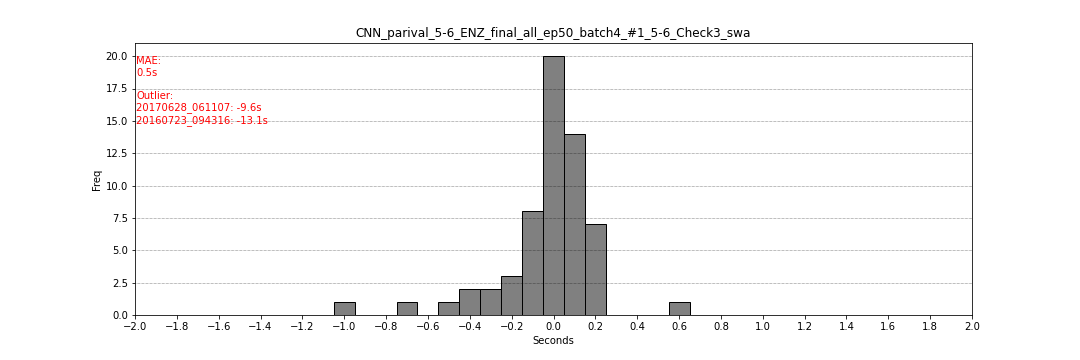 CNN_parival_5-6_ENZ_final_all_ep50_batch4_#1_5-6_Check3_swa
MAE:
0.5s
Outlier:
20170628_061107: -9.6s
20160723_094316: -13.1s
Freq
20.0
17.5
15.0
12.5
10.0
7.5
5.0
2.5
0.0
−2.0 −1.8 −1.6 −1.4 −1.2 −1.0 −0.8 −0.6 −0.4 −0.2 0.0 0.2 0.4 0.6 0.8 1.0 1.2 1.4 1.6 1.8 2.0
Seconds